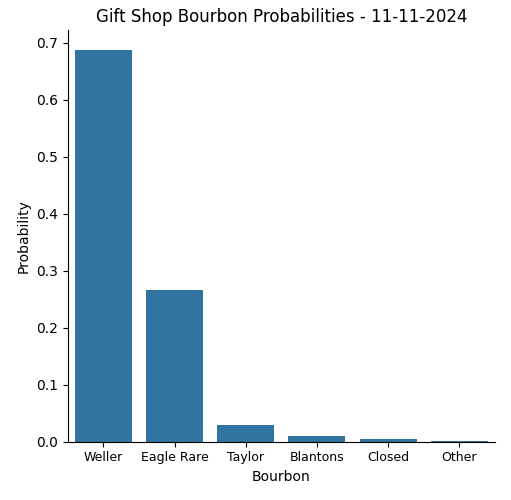 Gift Shop Bourbon Probabilities - 11-11-2024
0.7
0.6
0.5
0.4
0.3
0.2
0.1
0.0
Probability
Weller Eagle Rare Taylor Blantons Closed Other
Bourbon